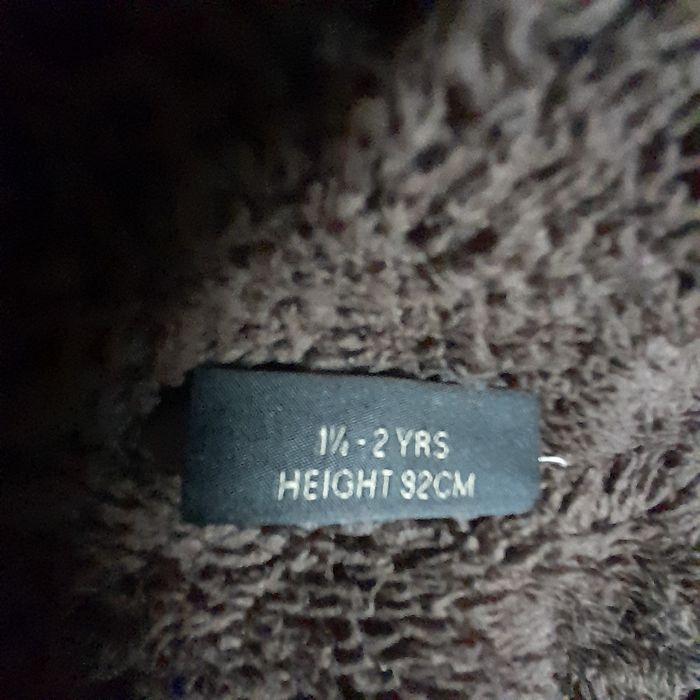 1½ - 2 YRS
HEIGHT 92CM